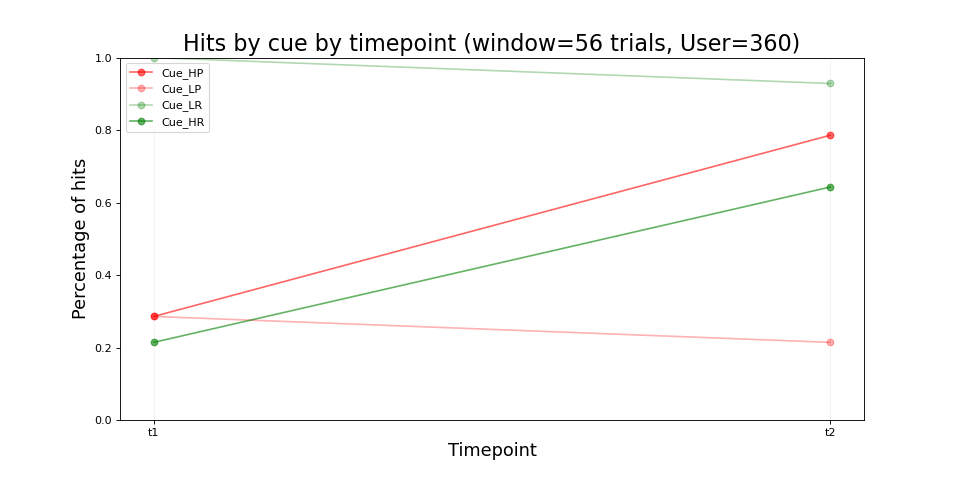 Hits by cue by timepoint (window=56 trials, User=360)
1.0
0.8
0.6
0.4
0.2
0.0
Percentage of hits
Cue_HP
Cue_LP
Cue_LR
Cue_HR
t1
t2
Timepoint